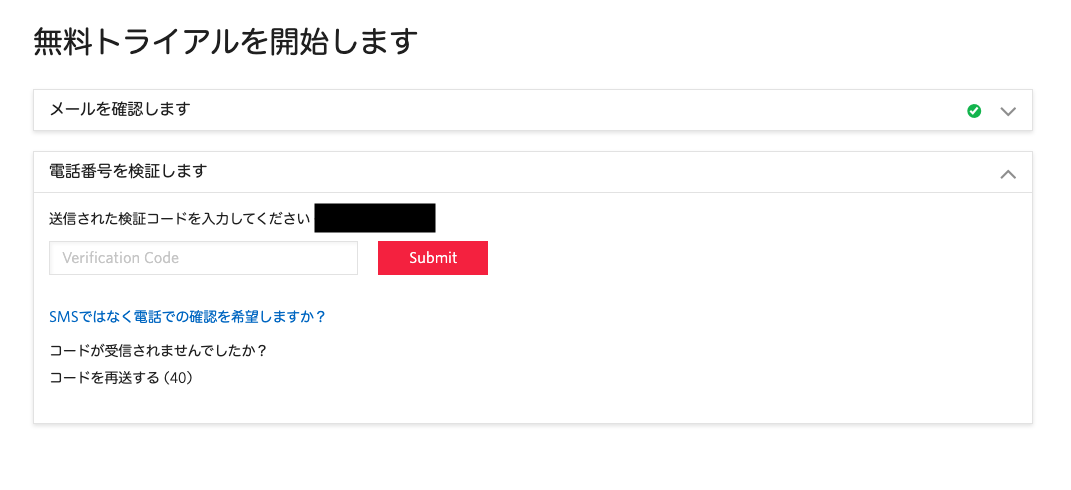 無料トライアルを開始します
メールを確認します
電話番号を検証します
送信された検証コードを入力してください
Verification Code
Submit
SMSではなく電話での確認を希望しますか？
コードが受信されませんでしたか？
コードを再送する (40)